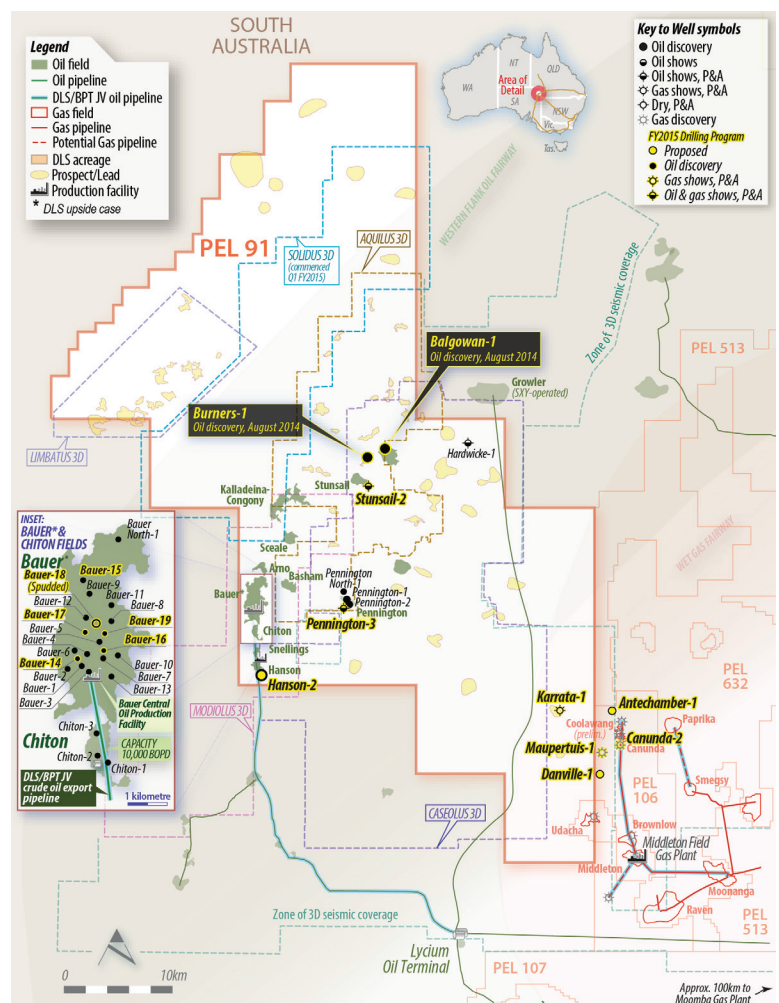 SOUTH
AUSTRALIA
Legend
Oil field
Oil pipeline
DLS/BPT JV oil pipeline
Gas field
Gas pipeline
Potential Gas pipeline
DLS acreage
Prospect/Lead
Production facility
* DLS upside case
WA
NT
QLD
SA
NSW
Vic.
Tas.
Area of
Detail
Key to Well symbols
Oil discovery
Oil shows
Oil shows, P&A
Gas shows, P&A
Dry, P&A
Gas discovery
FY2015 Drilling Program
Proposed
Oil discovery
Gas shows, P&A
Oil & gas shows, P&A
WESTERN FLANK OIL FAIRWAY
PEL 91
SOLIDUS 3D
(commenced
Q1 FY2015)
AQUILUS 3D
Zone of 3D seismic coverage
PEL 513
Balgowan-1
Oil discovery, August 2014
Growler
(SXY-operated)
Burners-1
Oil discovery, August 2014
LIMBATUS 3D
Hardwicke-1
Stunsail
Stunsail-2
Kalladeina-
Congony
Sceale
Arno
Basham
Bauer*
Pennington
North-1
Pennington-1
Pennington-2
Pennington
Pennington-3
Chiton
Snellings
Hanson
Hanson-2
WET GAS FAIRWAY
INSET:
BAUER* &
CHITON FIELDS
Bauer
North-1
Bauer*
Bauer-15
Bauer-18
(Spudded)
Bauer-9
Bauer-11
Bauer-12
Bauer-8
Bauer-17
Bauer-19
Bauer-5
Bauer-4
Bauer-16
Bauer-6
Bauer-14
Bauer-10
Bauer-2
Bauer-7
Bauer-1
Bauer-13
Bauer-3
Bauer Central
Oil Production
Facility
Chiton-3
Chiton
CAPACITY
10,000 BOPD
Chiton-2
Chiton-1
DLS/BPT JV
crude oil export
pipeline
1 kilometre
MODIOLUS 3D
CASEOLUS 3D
PEL
632
Karrata-1
Antechamber-1
Coolawang
(prelim.)
Paprika
Canunda-2
Canunda
Maupertuis-1
Danville-1
Smegsy
PEL
106
Udacha
Brownlow
Middleton Field
Gas Plant
Middleton
Moonanga
Raven
PEL
513
Zone of 3D seismic coverage
Lycium
Oil Terminal
PEL 107
0
10km
Approx. 100km to
Moomba Gas Plant